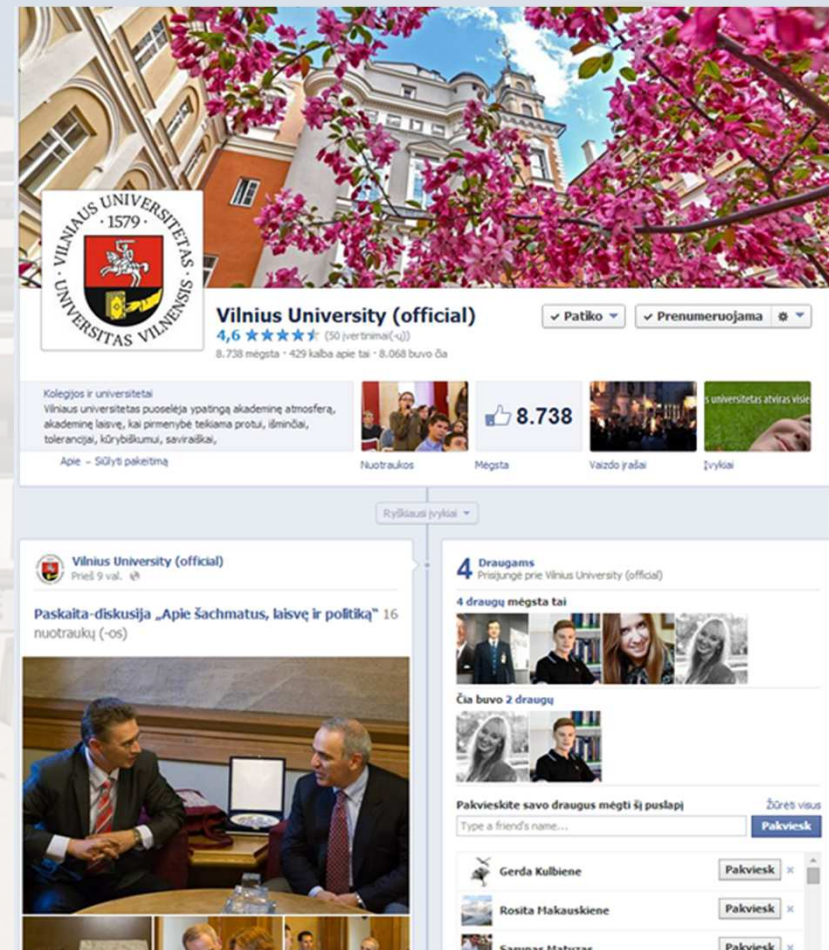 VILNIAUS UNIVERSITETAS
· 1579 ·
UNIVERSITAS VILNENSIS
Vilnius University (official)
4,6 (50 įvertinimai(-ų))
8.738 mėgsta · 429 kalba apie tai · 8.068 buvo čia
Patiko
Prenumeruojama
Kolegijos ir universitetai
Vilniaus universitetas puoselėja ypatingą akademinę atmosferą,
akademinę laisvę, kai pirmenybė teikiama protui, išminčiai,
tolerancijai, kūrybiškumui, saviraiškai,
Apie – Siūlyti pakeitimą
8.738
s universitetas atviras visie
Nuotraukos
Mėgsta
Vaizdo įrašai
Įvykiai
Ryškiausi įvykiai
Vilnius University (official)
Prieš 9 val.
Paskaita-diskusija „Apie šachmatus, laisvę ir politiką“ 16
nuotraukų (-os)
4 Draugams
Prisijungė prie Vilnius University (official)
4 draugų mėgsta tai
Čia buvo 2 draugų
Pakvieskite savo draugus mėgti šį puslapį
Žiūrėti visus
Type a friend's name...
Pakviesk
Gerda Kulbiene
Pakviesk ×
Rosita Makauskiene
Pakviesk ×
Sarunas Matuzas
Pakviesk ×